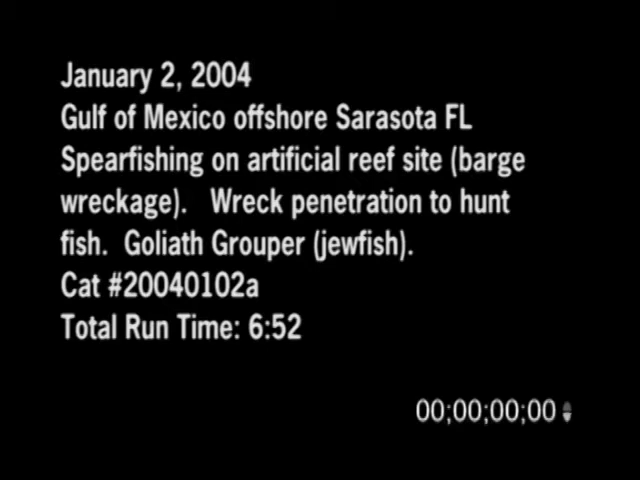 January 2, 2004
Gulf of Mexico offshore Sarasota FL
Spearfishing on artificial reef site (barge
wreckage).   Wreck penetration to hunt
fish.  Goliath Grouper (jewfish).
Cat #20040102a
Total Run Time: 6:52
00;00;00;00